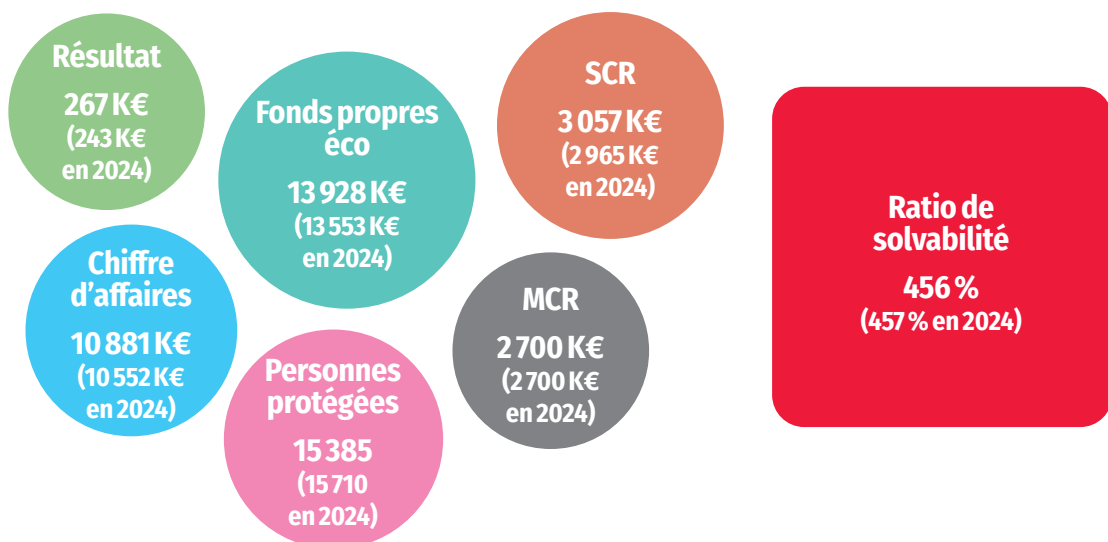 Résultat
267 K€
(243 K€
en 2024)
Fonds propres
éco
13 928 K€
(13 553 K€
en 2024)
SCR
3 057 K€
(2 965 K€
en 2024)
Chiffre
d’affaires
10 881 K€
(10 552 K€
en 2024)
Personnes
protégées
15 385
(15 710
en 2024)
MCR
2 700 K€
(2 700 K€
en 2024)
Ratio de
solvabilité
456 %
(457 % en 2024)